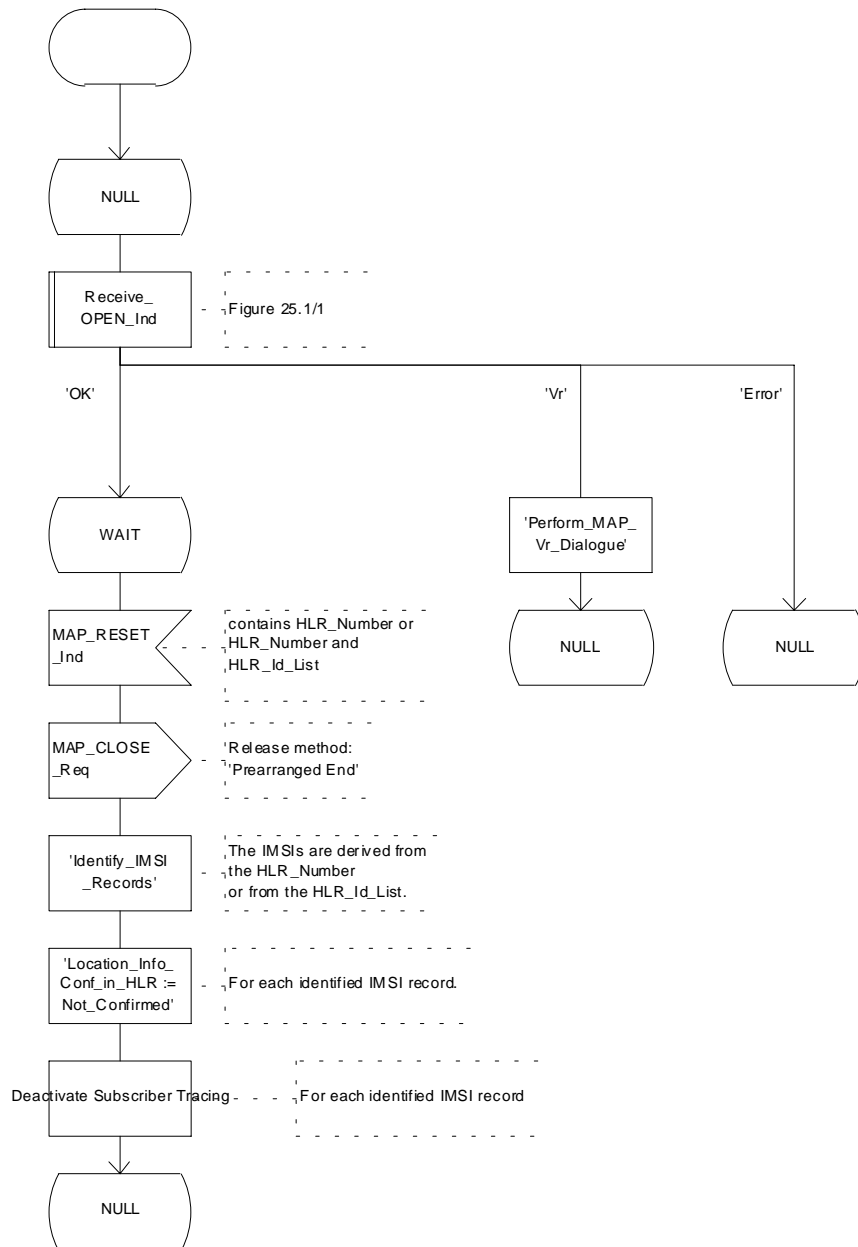 NULL
Receive_
OPEN_Ind
Figure 25.1/1
'OK'
'Vr'
'Error'
WAIT
'Perform_MAP_
Vr_Dialogue'
MAP_RESET
_Ind
contains HLR_Number or
HLR_Number and
HLR_Id_List
NULL
NULL
MAP_CLOSE
_Req
Release method:
'Prearranged End'
'Identify_IMSI
_Records'
The IMSIs are derived from
the HLR_Number
or from the HLR_Id_List.
'Location_Info_
Conf_in_HLR :=
Not_Confirmed'
For each identified IMSI record.
Deactivate Subscriber Tracing
For each identified IMSI record
NULL